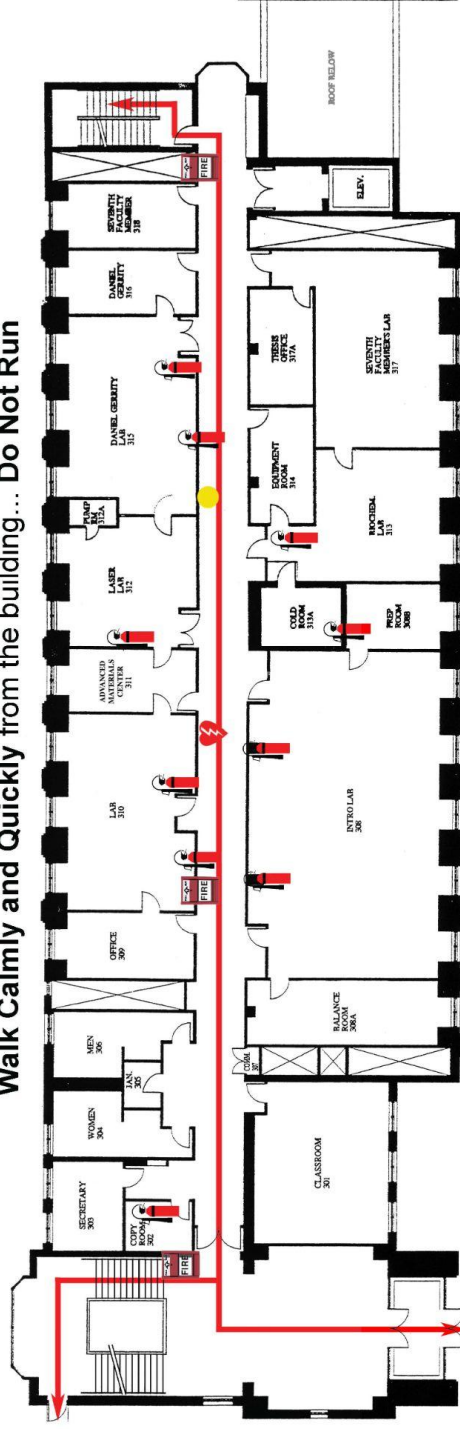 Walk Calmly and Quickly from the building... Do Not Run
SECRETARY
303
WOMEN
304
MEN
306
OFFICE
309
LAB
310
ADVANCED
MATERIALS
CENTER
311
LASER
LAB
312
PUMP
RM
312A
DANIEL GERRITY
LAB
315
DANIEL
GERRITY
316
SEVENTH
FACULTY
MEMBER
318
COPY
ROOM
302
JAN.
305
FIRE
FIRE
FIRE
COMM.
307
THESIS
OFFICE
317A
EQUIPMENT
ROOM
314
COLD
ROOM
313A
CLASSROOM
301
BALANCE
ROOM
308A
INTRO LAB
308
PREP
ROOM
308B
BIOCHEM.
LAB
313
SEVENTH
FACULTY
MEMBER'S LAB
317
ELEV.
ROOF BELOW